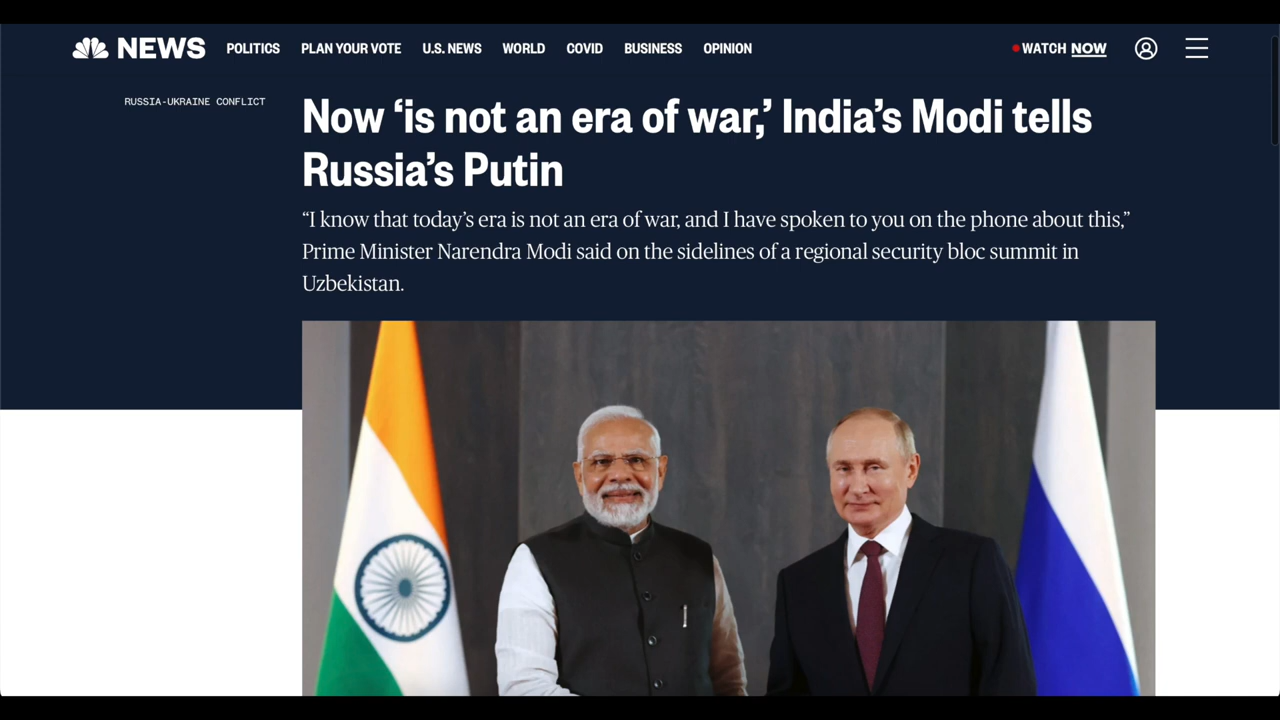 NEWS POLITICS PLAN YOUR VOTE U.S. NEWS WORLD COVID BUSINESS OPINION WATCH NOW
RUSSIA-UKRAINE CONFLICT
Now ‘is not an era of war,’ India’s Modi tells
Russia’s Putin
“I know that today’s era is not an era of war, and I have spoken to you on the phone about this,”
Prime Minister Narendra Modi said on the sidelines of a regional security bloc summit in
Uzbekistan.